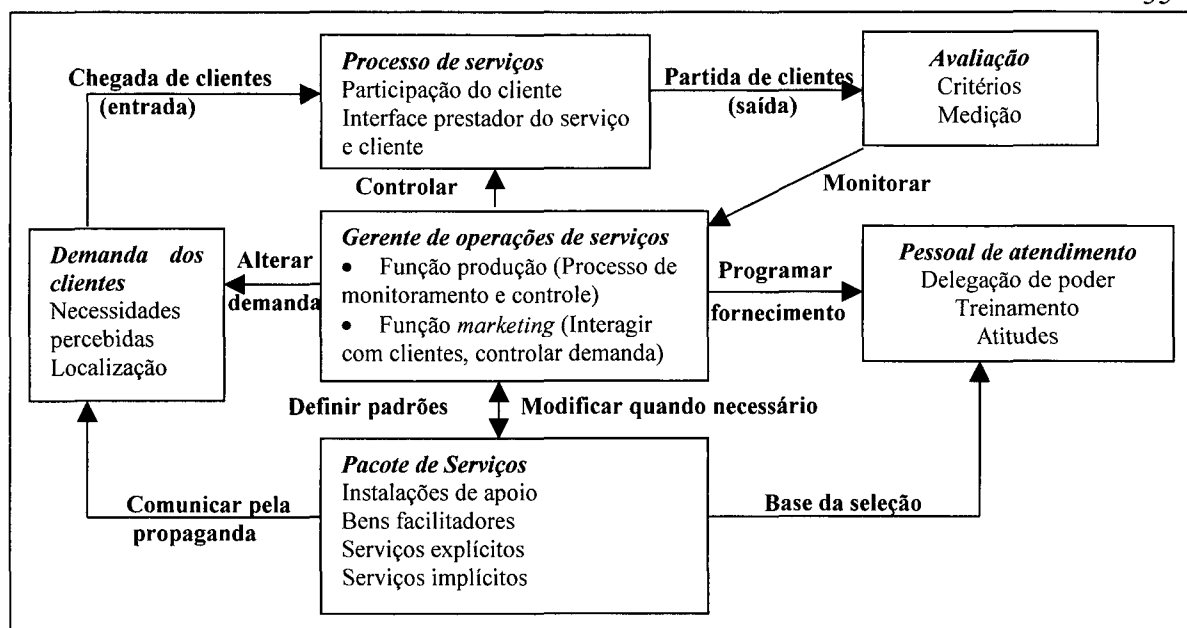 Processo de serviços
Participação do cliente
Interface prestador do serviço
e cliente
Chegada de clientes
(entrada)
Partida de clientes
(saída)
Avaliação
Critérios
Medição
Controlar
Monitorar
Demanda dos
clientes
Necessidades
percebidas
Localização
Alterar
demanda
Gerente de operações de serviços
• Função produção (Processo de
monitoramento e controle)
• Função marketing (Interagir
com clientes, controlar demanda)
Programar
fornecimento
Pessoal de atendimento
Delegação de poder
Treinamento
Atitudes
Definir padrões
Modificar quando necessário
Comunicar pela
propaganda
Pacote de Serviços
Instalações de apoio
Bens facilitadores
Serviços explícitos
Serviços implícitos
Base da seleção